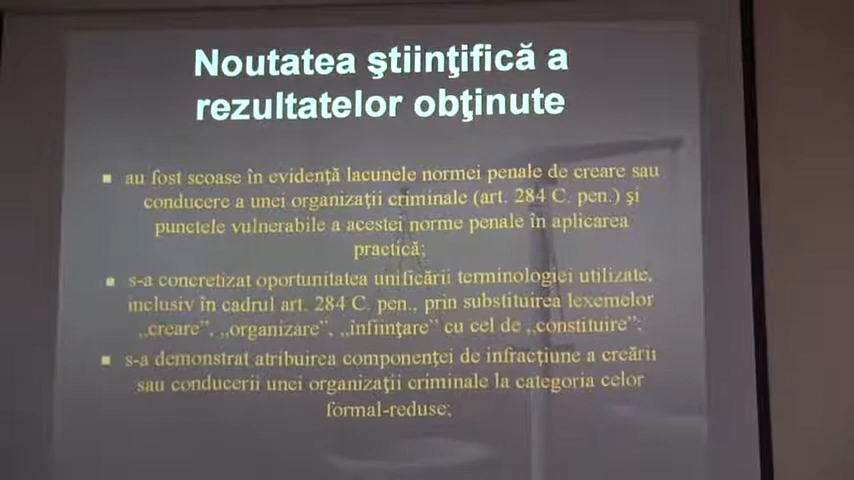 Noutatea ştiinţifică a
rezultatelor obţinute
▪ au fost scoase în evidenţă lacunele normei penale de creare sau
conducere a unei organizaţii criminale (art. 284 C. pen.) şi
punctele vulnerabile a acestei norme penale în aplicarea
practică;
▪ s-a concretizat oportunitatea unificării terminologiei utilizate,
inclusiv în cadrul art. 284 C. pen., prin substituirea lexemelor
„creare”, „organizare”, „înfiinţare” cu cel de „constituire”;
▪ s-a demonstrat atribuirea componenţei de infracţiune a creării
sau conducerii unei organizaţii criminale la categoria celor
formal-reduse;